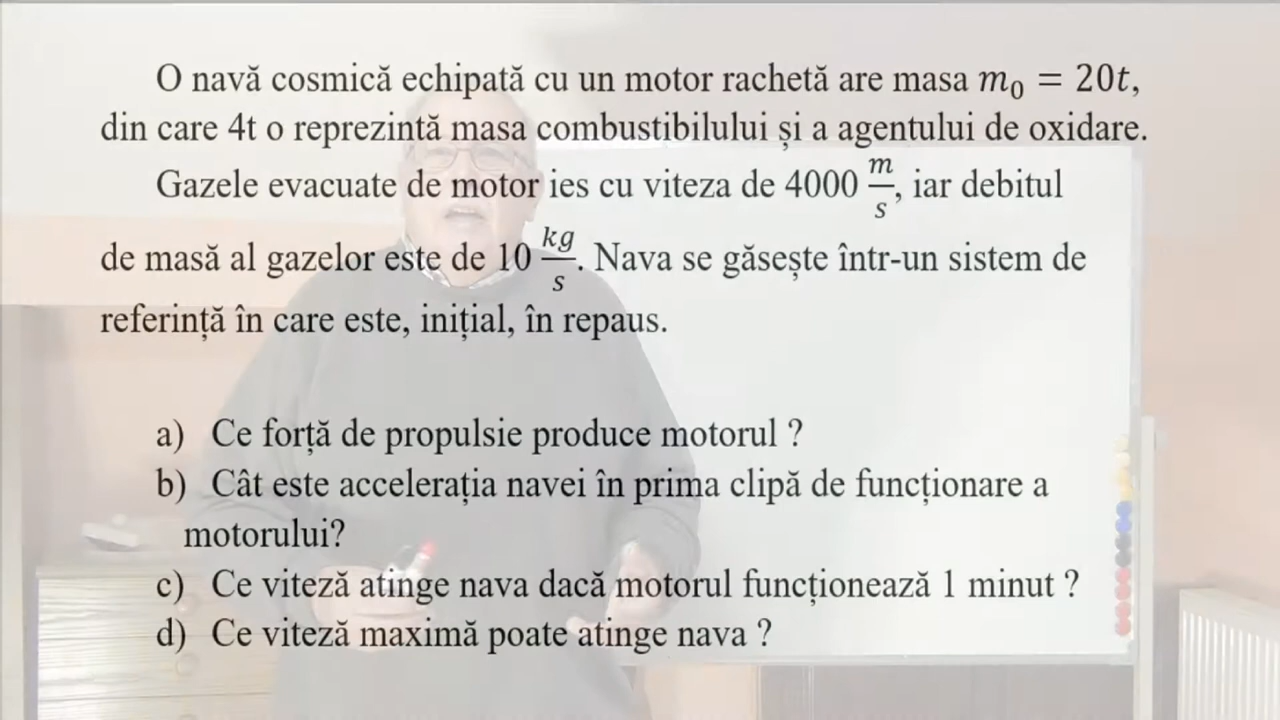 O navă cosmică echipată cu un motor rachetă are masa m₀ = 20t,
din care 4t o reprezintă masa combustibilului și a agentului de oxidare.
Gazele evacuate de motor ies cu viteza de 4000 m/s, iar debitul
de masă al gazelor este de 10 kg/s. Nava se găsește într-un sistem de
referință în care este, inițial, în repaus.
a) Ce forță de propulsie produce motorul ?
b) Cât este accelerația navei în prima clipă de funcționare a
motorului?
c) Ce viteză atinge nava dacă motorul funcționează 1 minut ?
d) Ce viteză maximă poate atinge nava ?